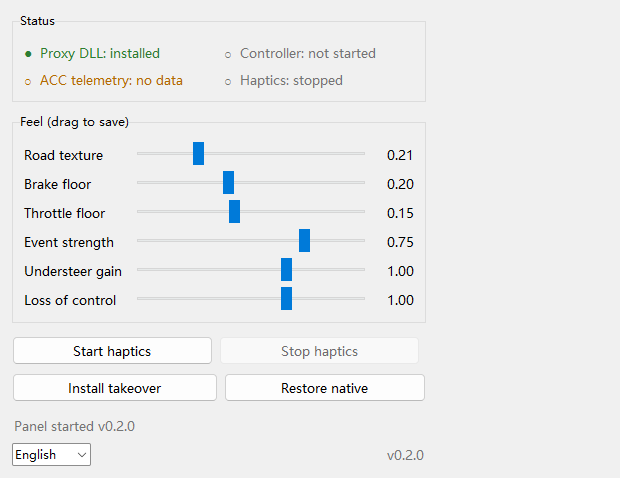 Status
● Proxy DLL: installed ○ Controller: not started
○ ACC telemetry: no data ○ Haptics: stopped
Feel (drag to save)
Road texture 0.21
Brake floor 0.20
Throttle floor 0.15
Event strength 0.75
Understeer gain 1.00
Loss of control 1.00
Start haptics Stop haptics
Install takeover Restore native
Panel started v0.2.0
English v0.2.0